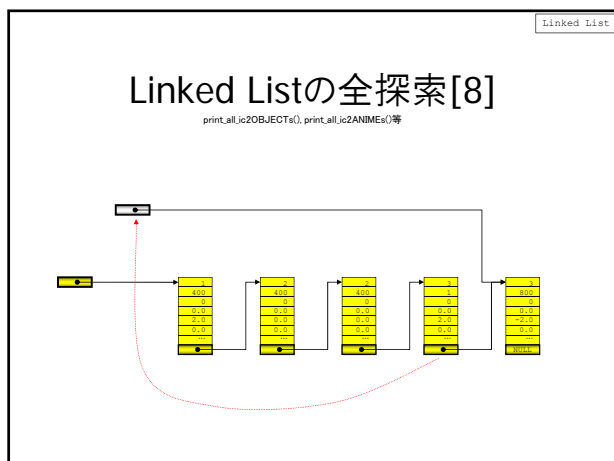 Linked List
Linked Listの全探索[8]
print_all_ic2OBJECTs(), print_all_ic2ANIMEs()等
1 2 2 3 3
400 400 400 1 800
0 0 0 0 0
0.0 0.0 0.0 0.0 0.0
2.0 0.0 0.0 2.0 -2.0
0.0 0.0 0.0 0.0 0.0
… … … … …
NULL